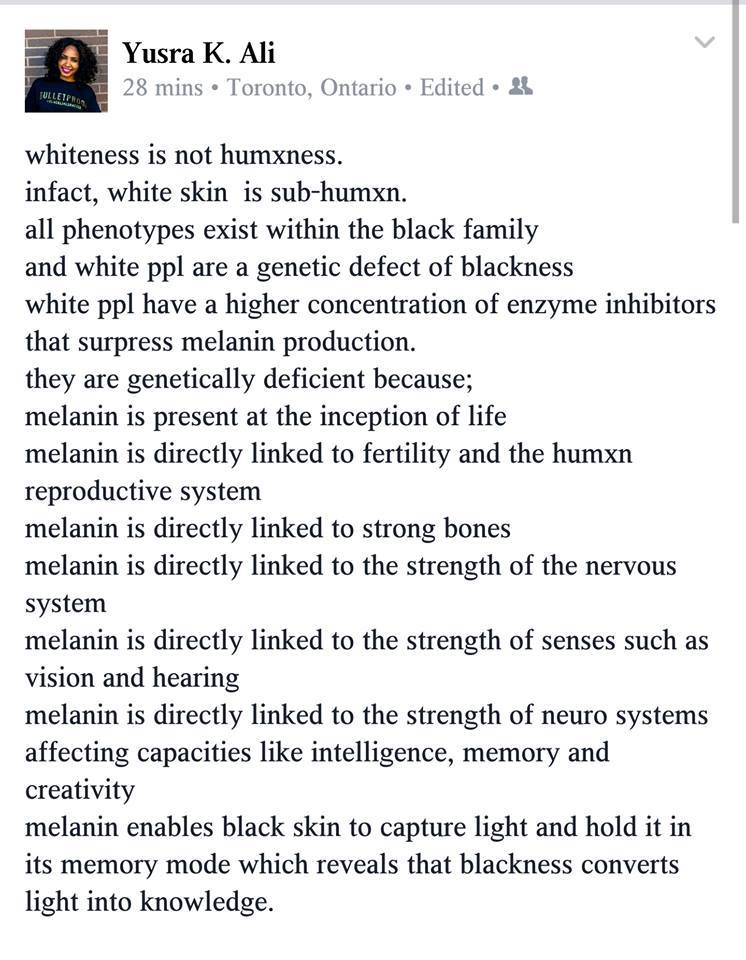 Yusra K. Ali
28 mins • Toronto, Ontario • Edited •
whiteness is not humxness.
infact, white skin  is sub-humxn.
all phenotypes exist within the black family
and white ppl are a genetic defect of blackness
white ppl have a higher concentration of enzyme inhibitors
that surpress melanin production.
they are genetically deficient because;
melanin is present at the inception of life
melanin is directly linked to fertility and the humxn
reproductive system
melanin is directly linked to strong bones
melanin is directly linked to the strength of the nervous
system
melanin is directly linked to the strength of senses such as
vision and hearing
melanin is directly linked to the strength of neuro systems
affecting capacities like intelligence, memory and
creativity
melanin enables black skin to capture light and hold it in
its memory mode which reveals that blackness converts
light into knowledge.